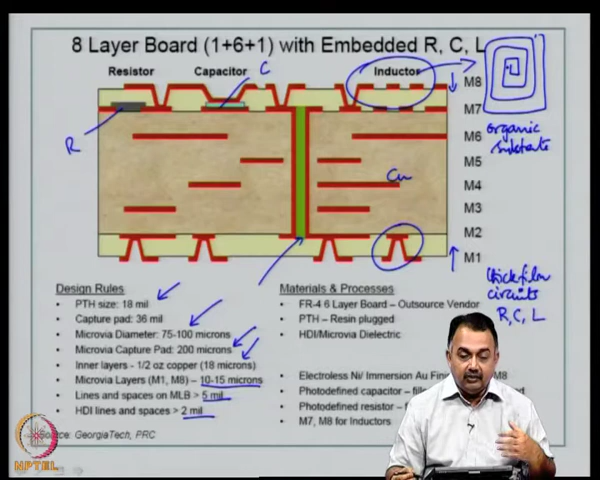 8 Layer Board (1+6+1) with Embedded R, C, L
Resistor
Capacitor
Inductor
C
R
Cu
M8
M7
M6
M5
M4
M3
M2
M1
organic
substrate
thick film
circuits
R, C, L
Design Rules
• PTH size: 18 mil
• Capture pad: 36 mil
• Microvia Diameter: 75-100 microns
• Microvia Capture Pad: 200 microns
• Inner layers - 1/2 oz copper (18 microns)
• Microvia Layers (M1, M8) – 10-15 microns
• Lines and spaces on MLB > 5 mil
• HDI lines and spaces > 2 mil
Materials & Processes
• FR-4 6 Layer Board – Outsource Vendor
• PTH – Resin plugged
• HDI/Microvia Dielectric
• Electroless Ni/ Immersion Au
• Photodefined capacitor –
• Photodefined resistor –
• M7, M8 for Inductors
Source: GeorgiaTech, PRC
NPTEL